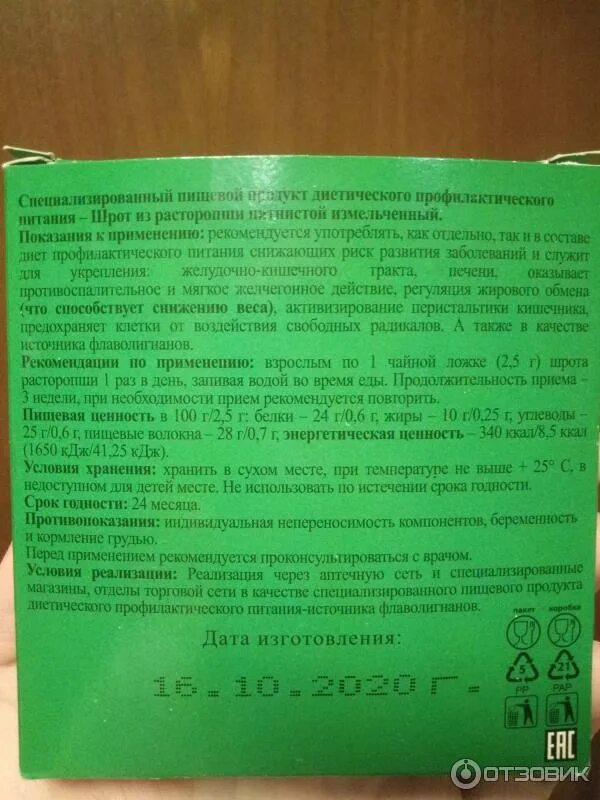 Специализированный пищевой продукт диетического профилактического
питания – Шрот из расторопши пятнистой измельченный.
Показания к применению: рекомендуется употреблять, как отдельно, так и в составе
диет профилактического питания снижающих риск развития заболеваний и служит
для укрепления: желудочно-кишечного тракта, печени, оказывает
противоспалительное и мягкое желчегонное действие, регуляция жирового обмена
(что способствует снижению веса), активизирование перистальтики кишечника,
предохраняет клетки от воздействия свободных радикалов. А также в качестве
источника флаволигнанов.
Рекомендации по применению: взрослым по 1 чайной ложке (2,5 г) шрота
расторопши 1 раз в день, запивая водой во время еды. Продолжительность приема –
3 недели, при необходимости прием рекомендуется повторить.
Пищевая ценность в 100 г/2,5 г: белки – 24 г/0,6 г, жиры – 10 г/0,25 г, углеводы –
25 г/0,6 г, пищевые волокна – 28 г/0,7 г, энергетическая ценность – 340 ккал/8,5 ккал
(1650 кДж/41,25 кДж).
Условия хранения: хранить в сухом месте, при температуре не выше + 25° С, в
недоступном для детей месте. Не использовать по истечении срока годности.
Срок годности: 24 месяца.
Противопоказания: индивидуальная непереносимость компонентов, беременность
и кормление грудью.
Перед применением рекомендуется проконсультироваться с врачом.
Условия реализации: Реализация через аптечную сеть и специализированные
магазины, отделы торговой сети в качестве специализированного пищевого продукта
диетического профилактического питания-источника флаволигнанов.
пакет коробка
Дата изготовления:
5 21
PP PAP
16.10.2020 г.
EAC
ОТЗОВИК